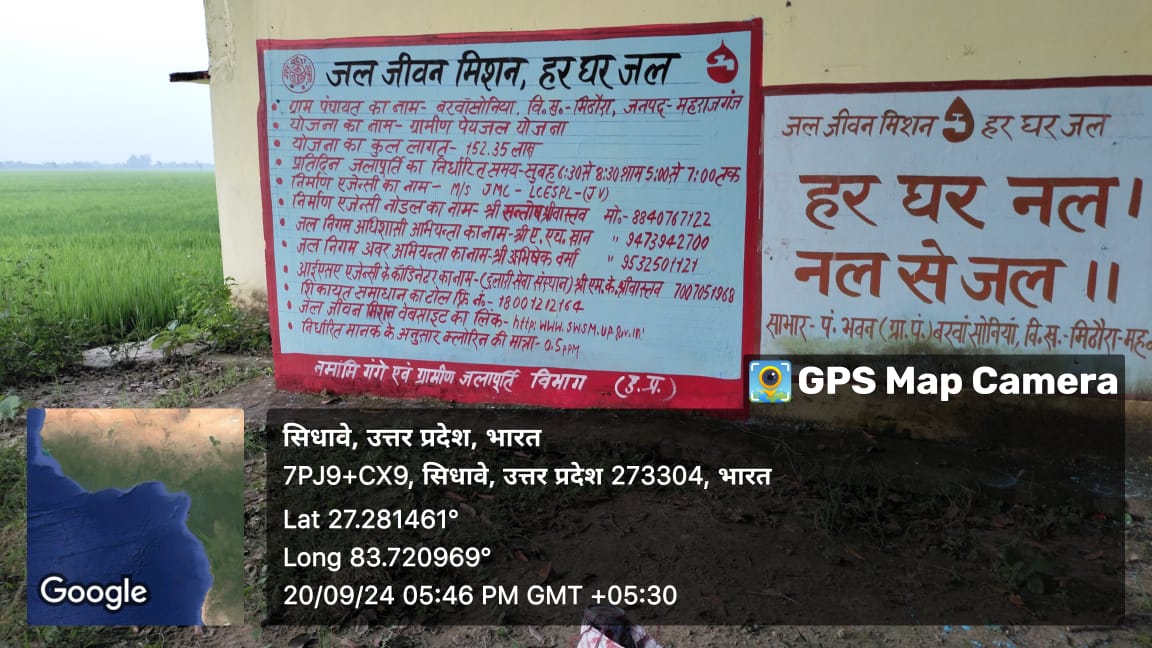 जल जीवन मिशन, हर घर जल
• ग्राम पंचायत का नाम- बरवांसोनिया, वि.खु.-मिठौरा, जनपद- महराजगंज
• योजना का नाम- ग्रामीण पेयजल योजना
• योजना का कुल लागत- 152.35 लाख
• प्रतिदिन जलापूर्ति का निर्धारित समय-सुबह 6:30 से 8:30 शाम 5:00 से 7:00 तक
• निर्माण एजेन्सी का नाम- M/S JMC - LCESPL-(JV)
• निर्माण एजेन्सी नोडल का नाम- श्री सन्तोष श्रीवास्तव मो०- 8840767122
• जल निगम अधिशासी अभियन्ता का नाम-श्री ए. एच. खान " 9473942700
• जल निगम अवर अभियन्ता का नाम-श्री अभिषेक वर्मा " 9532501121
• आईएसए एजेन्सी के कॉडिनेटर का नाम-(दुलारी सेवा संस्थान) श्री एम.के. श्रीवास्तव 7007051968
• शिकायत समाधान का टोल फ्रि नं०- 18001212164
• जल जीवन मिशन वेबसाइट का लिंक- http:www.swsm.up.gov.in
• निर्धारित मानक के अनुसार क्लोरिन की मात्रा- 0.5 PPM
नमामि गंगे एवं ग्रामीण जलापूर्ति विभाग (उ.प्र.)
जल जीवन मिशन हर घर जल
हर घर नल।
नल से जल ॥
साभार- पं. भवन (ग्रा.पं.) बरवांसोनियां, वि.ख.- मिठौरा-मह०
GPS Map Camera
सिधावे, उत्तर प्रदेश, भारत
7PJ9+CX9, सिधावे, उत्तर प्रदेश 273304, भारत
Lat 27.281461°
Long 83.720969°
20/09/24 05:46 PM GMT +05:30
Google